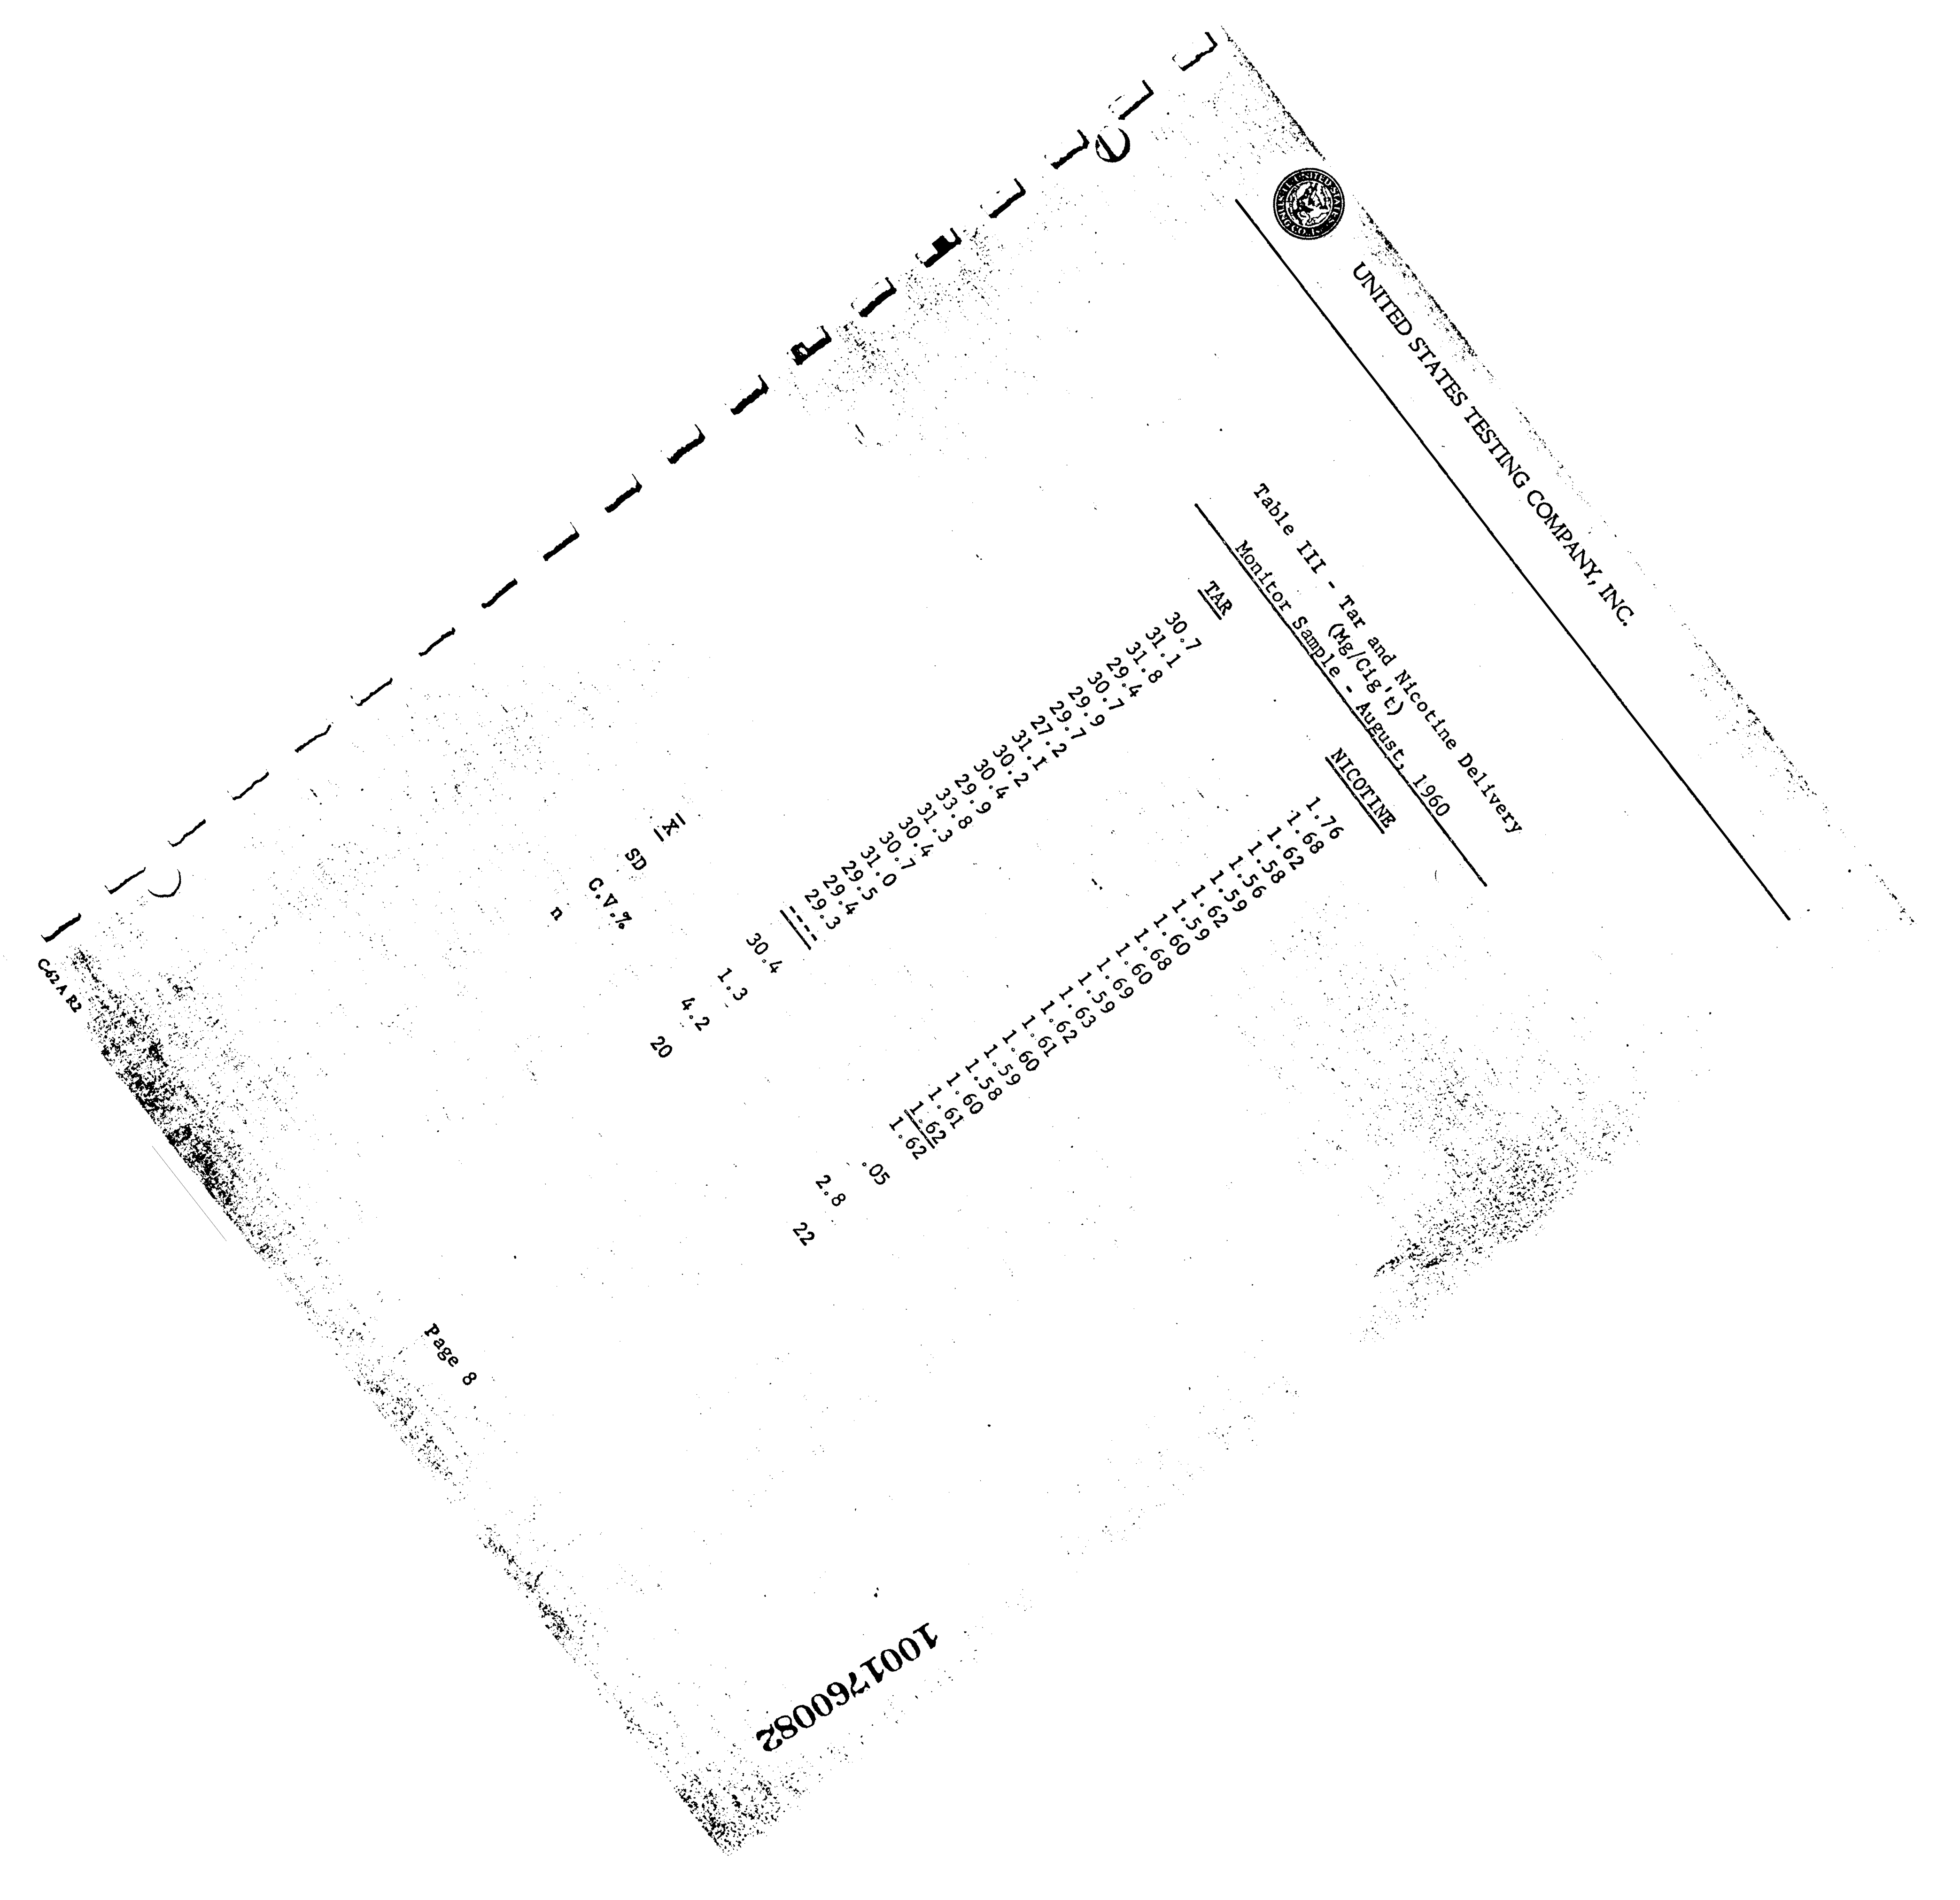 UNITED STATES TESTING COMPANY, INC.
Table III - Tar and Nicotine Delivery
(Mg/Cig't)
Monitor Sample - August, 1960
TAR NICOTINE
30.7 1.76
31.1 1.68
31.8 1.62
29.4 1.58
30.7 1.56
29.9 1.59
29.7 1.62
27.2 1.59
31.1 1.60
30.2 1.68
30.4 1.60
29.9 1.69
33.8 1.59
31.3 1.63
30.4 1.62
30.7 1.61
31.0 1.60
29.5 1.59
29.4 1.58
29.3 1.60
---- 1.61
1.62
X̄ 30.4 1.62
SD 1.3 .05
C.V.% 4.2 2.8
n 20 22
Page 8
C-62A R2
1001760082